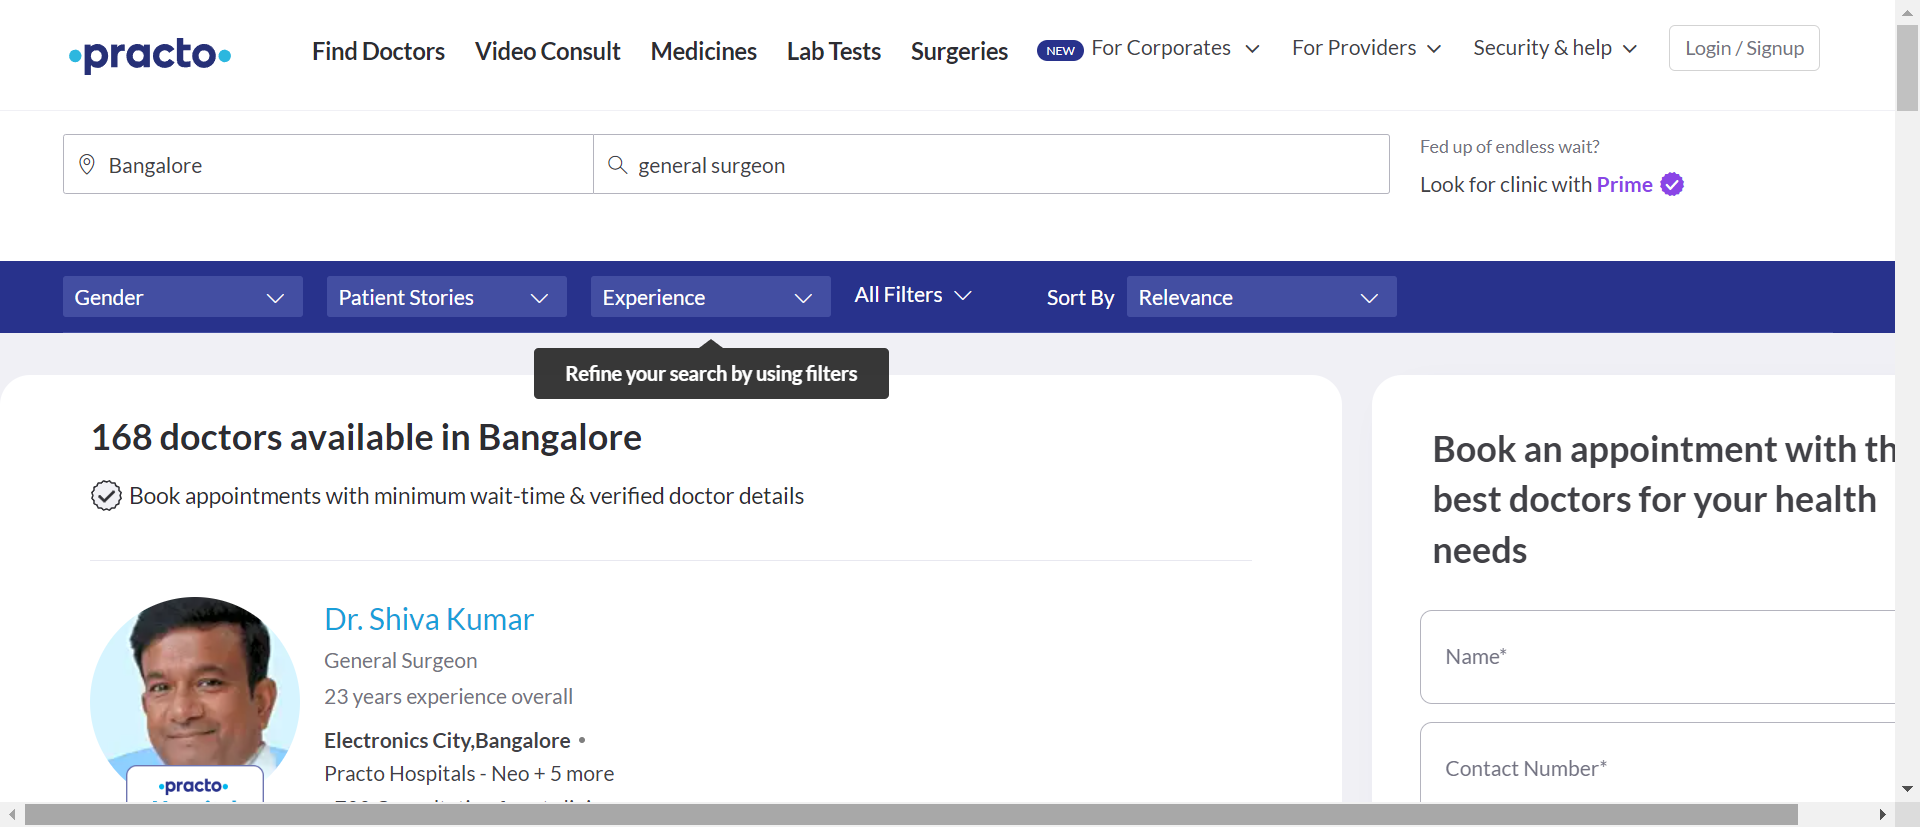 practo
Find Doctors
Video Consult
Medicines
Lab Tests
Surgeries
NEW
For Corporates
For Providers
Security & help
Login / Signup
Bangalore
general surgeon
Fed up of endless wait?
Look for clinic with Prime
Gender
Patient Stories
Experience
All Filters
Sort By
Relevance
Refine your search by using filters
168 doctors available in Bangalore
Book appointments with minimum wait-time & verified doctor details
Dr. Shiva Kumar
General Surgeon
23 years experience overall
Electronics City,Bangalore •
Practo Hospitals - Neo + 5 more
practo
Book an appointment with th
best doctors for your health
needs
Name*
Contact Number*